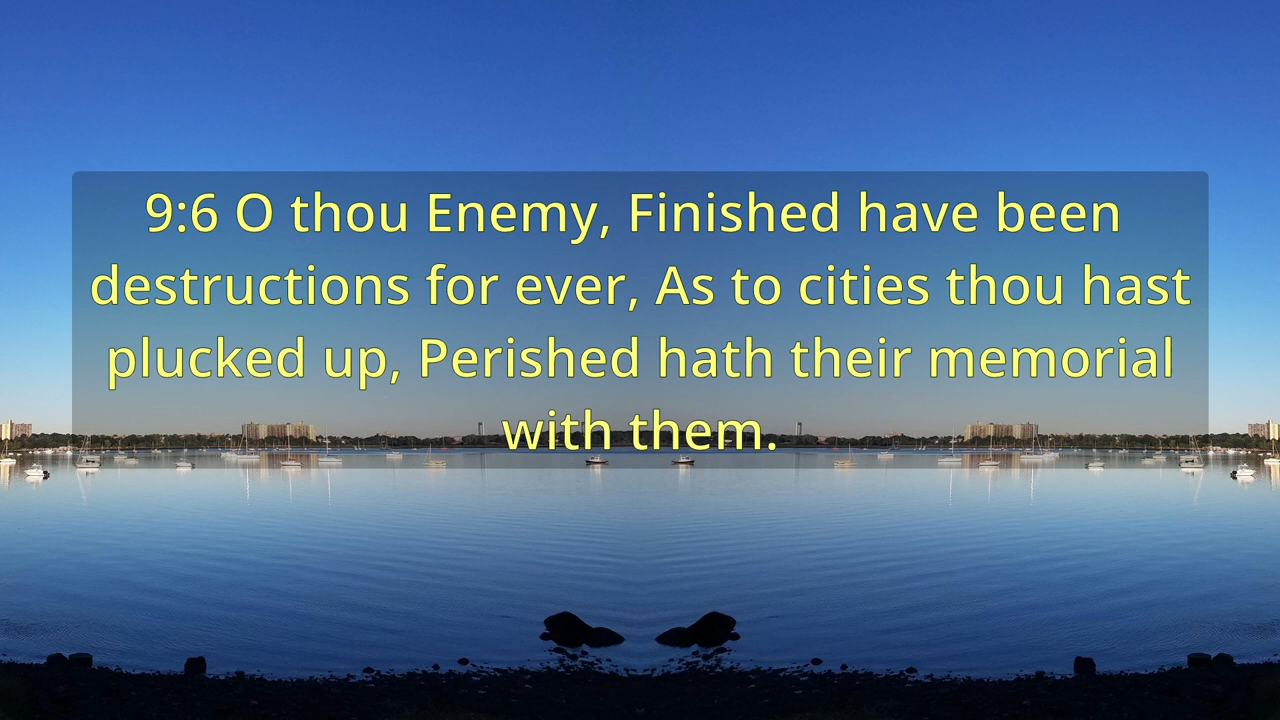 9:6 O thou Enemy, Finished have been
destructions for ever, As to cities thou hast
plucked up, Perished hath their memorial
with them.